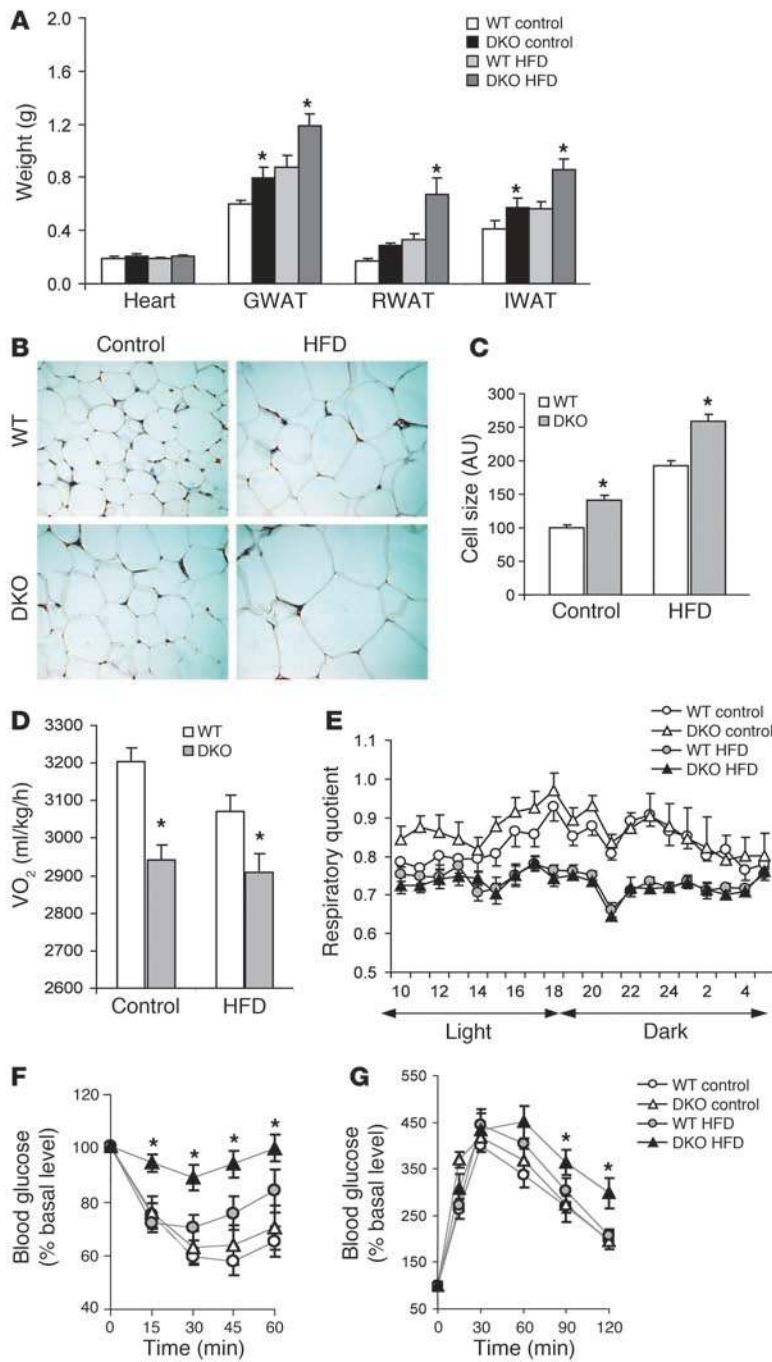 A
WT control
DKO control
WT HFD
DKO HFD
Weight (g)
2.0
1.6
1.2
0.8
0.4
0.0
* * * * *
Heart GWAT RWAT IWAT
B
Control HFD
WT
DKO
C
WT
DKO
Cell size (AU)
300
250
200
150
100
50
0
* *
Control HFD
D
WT
DKO
VO2 (ml/kg/h)
3300
3200
3100
3000
2900
2800
2700
2600
* *
Control HFD
E
WT control
DKO control
WT HFD
DKO HFD
Respiratory quotient
1.1
1.0
0.9
0.8
0.7
0.6
0.5
10 12 14 16 18 20 22 24 2 4
Light Dark
F
Blood glucose
(% basal level)
120
100
80
60
40
* * * *
0 15 30 45 60
Time (min)
G
WT control
DKO control
WT HFD
DKO HFD
Blood glucose
(% basal level)
550
450
350
250
150
50
* *
0 30 60 90 120
Time (min)